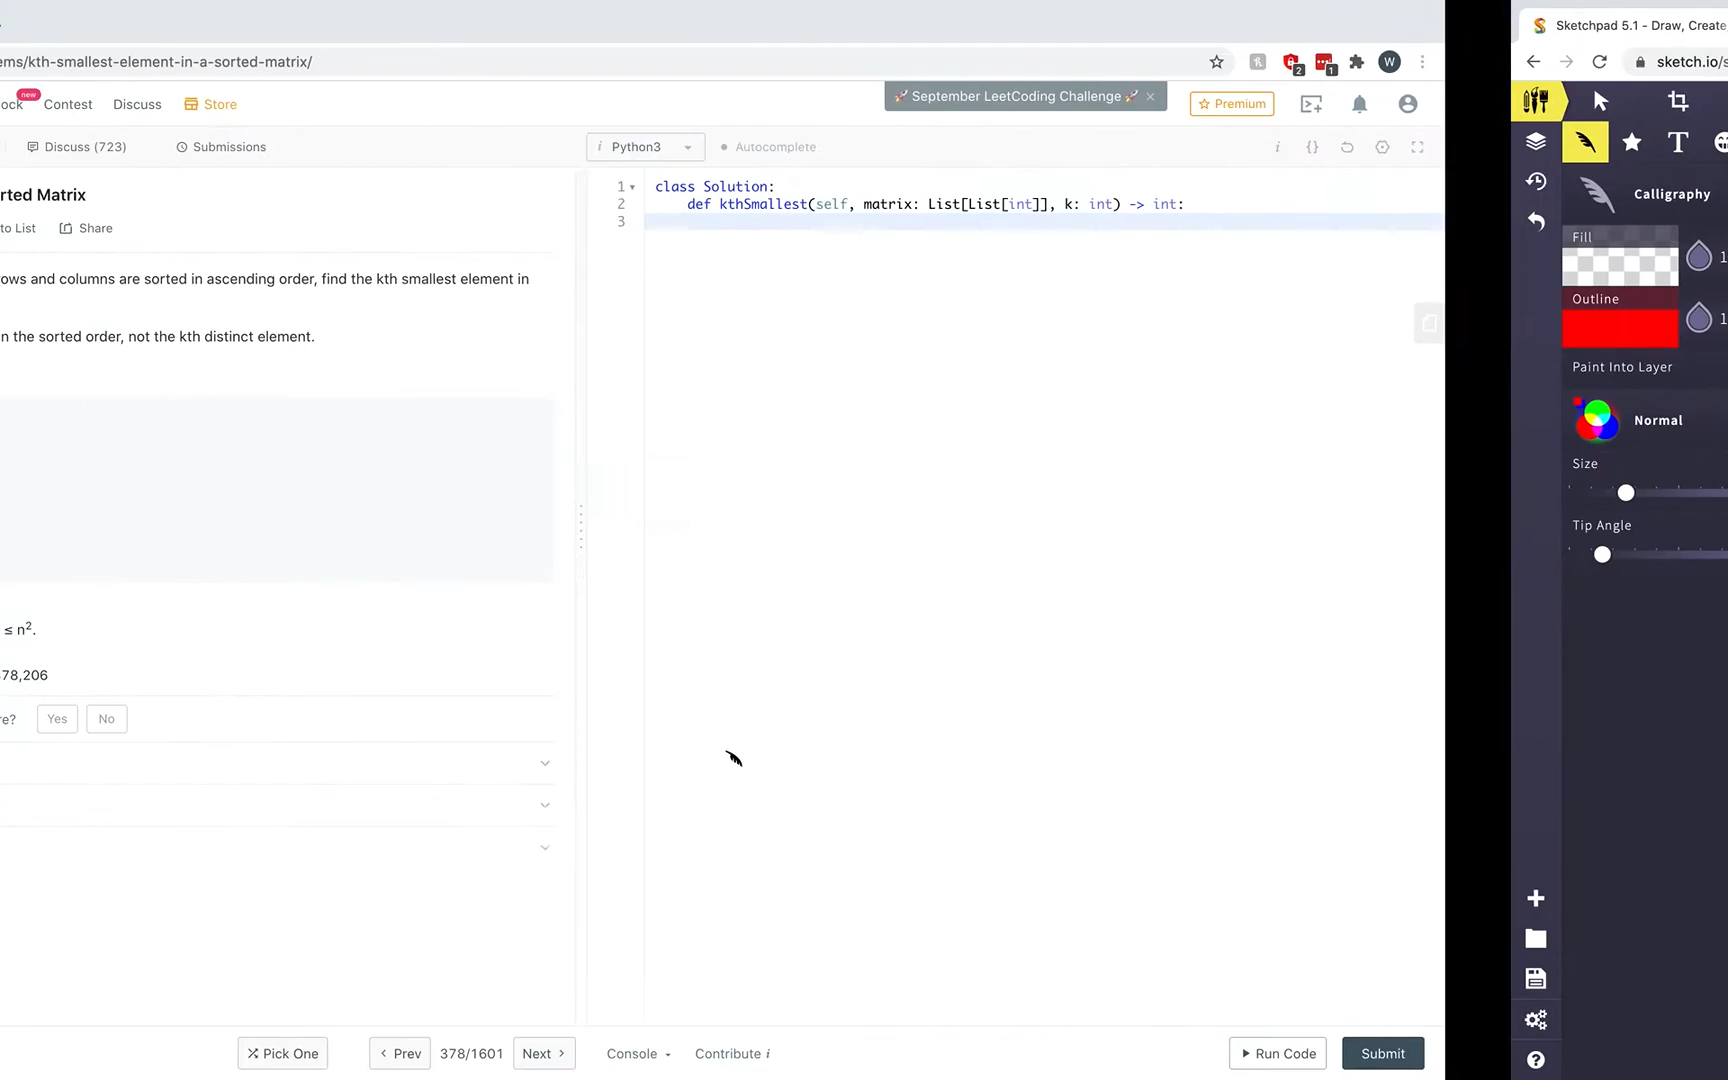 Sketchpad 5.1 - Draw, Create
ems/kth-smallest-element-in-a-sorted-matrix/
2
1
W
sketch.io/s
new
ock
Contest
Discuss
Store
🚀 September LeetCoding Challenge 🚀 ×
Premium
Discuss (723)
Submissions
i Python3
Autocomplete
i {}
T
rted Matrix
to List
Share
1 class Solution:
2 def kthSmallest(self, matrix: List[List[int]], k: int) -> int:
3
Calligraphy
Fill
1
Outline
1
ows and columns are sorted in ascending order, find the kth smallest element in
n the sorted order, not the kth distinct element.
Paint Into Layer
Normal
Size
Tip Angle
≤ n².
78,206
re?
Yes
No
Pick One
Prev
378/1601
Next
Console
Contribute i
Run Code
Submit
?